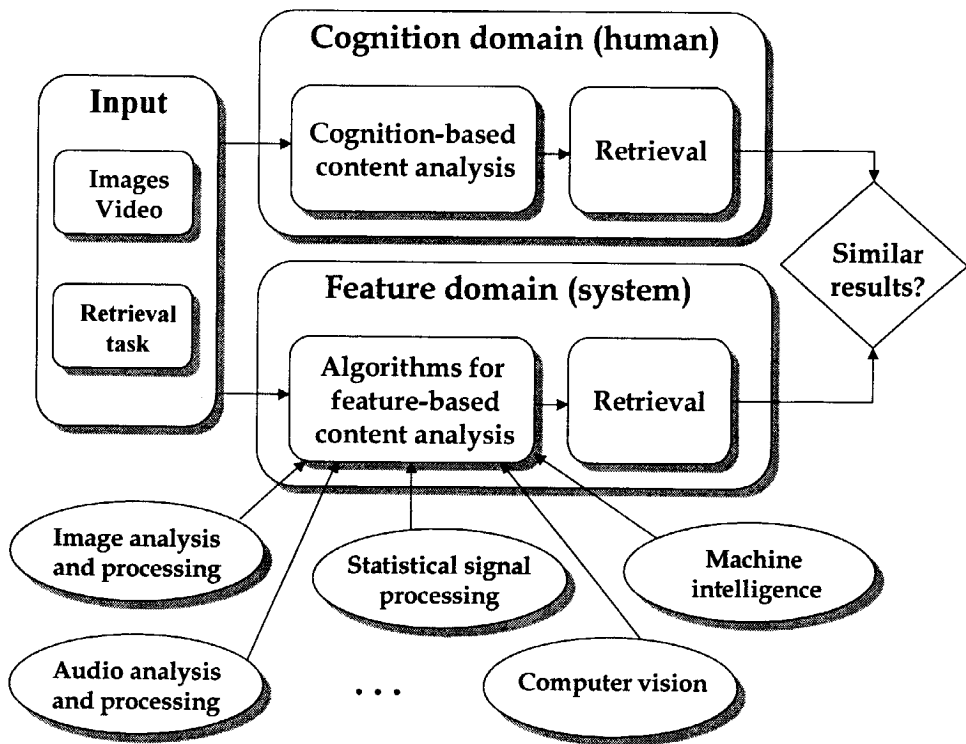 Cognition domain (human)
Input
Cognition-based
content analysis
Retrieval
Images
Video
Similar
results?
Feature domain (system)
Retrieval
task
Algorithms for
feature-based
content analysis
Retrieval
Image analysis
and processing
Statistical signal
processing
Machine
intelligence
Audio analysis
and processing
...
Computer vision